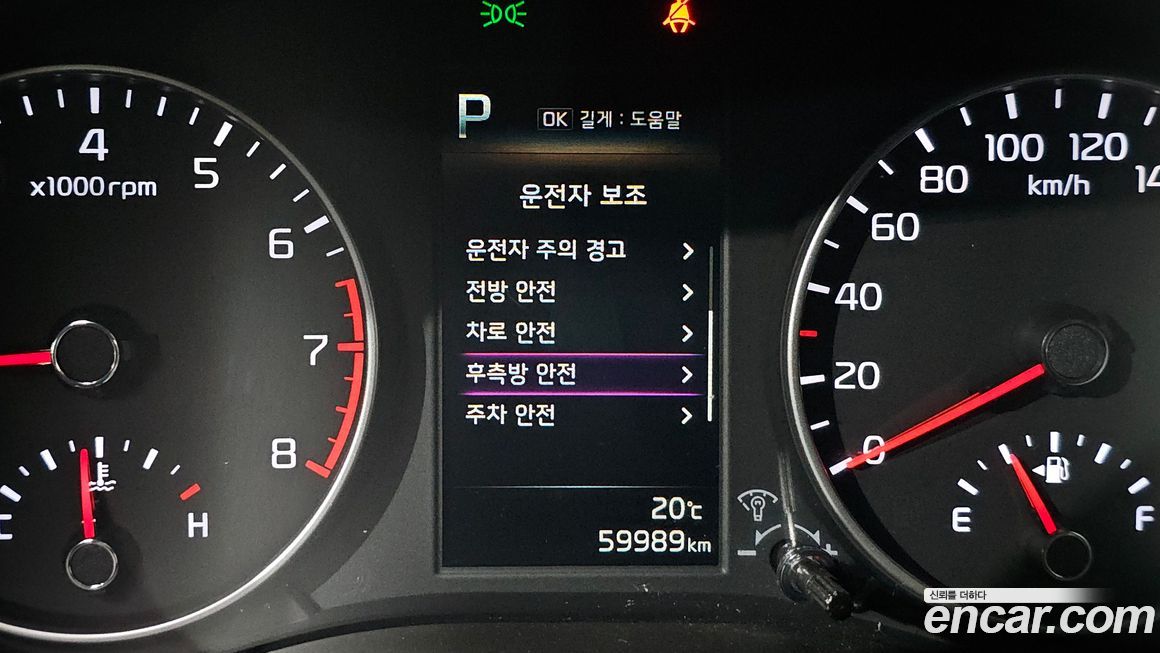 P
OK 길게 : 도움말
운전자 보조
운전자 주의 경고
전방 안전
차로 안전
후측방 안전
주차 안전
20℃
59989km
4
5
6
7
8
x1000rpm
C
H
0
20
40
60
80
100
120
14
km/h
E
F
신뢰를 더하다
encar.com